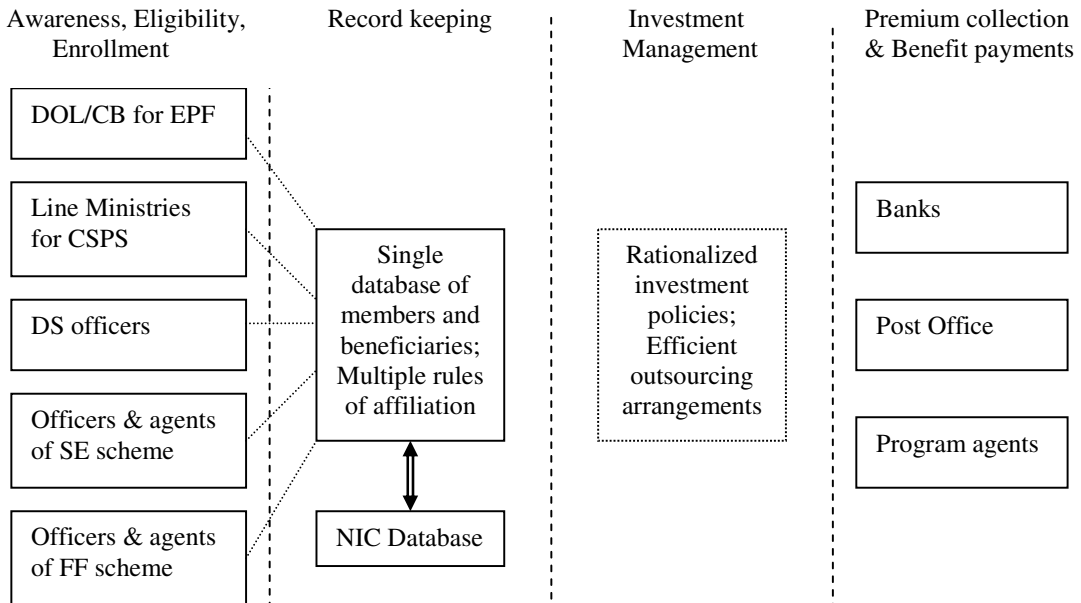 Awareness, Eligibility,
Enrollment
Record keeping
Investment
Management
Premium collection
& Benefit payments
DOL/CB for EPF
Line Ministries
for CSPS
DS officers
Officers & agents
of SE scheme
Officers & agents
of FF scheme
Single
database of
members and
beneficiaries;
Multiple rules
of affiliation
NIC Database
Rationalized
investment
policies;
Efficient
outsourcing
arrangements
Banks
Post Office
Program agents